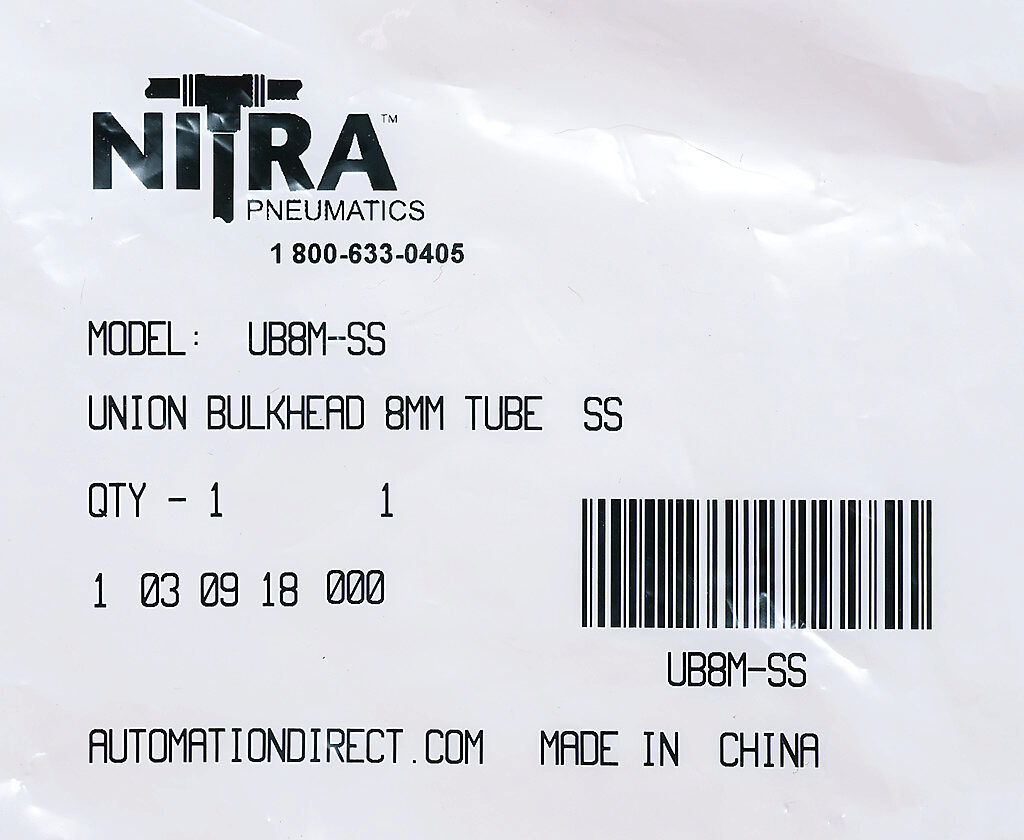 NITRA™
PNEUMATICS
1 800-633-0405
MODEL: UB8M-SS
UNION BULKHEAD 8MM TUBE SS
QTY - 1 1
1 03 09 18 000
UB8M-SS
AUTOMATIONDIRECT.COM MADE IN CHINA